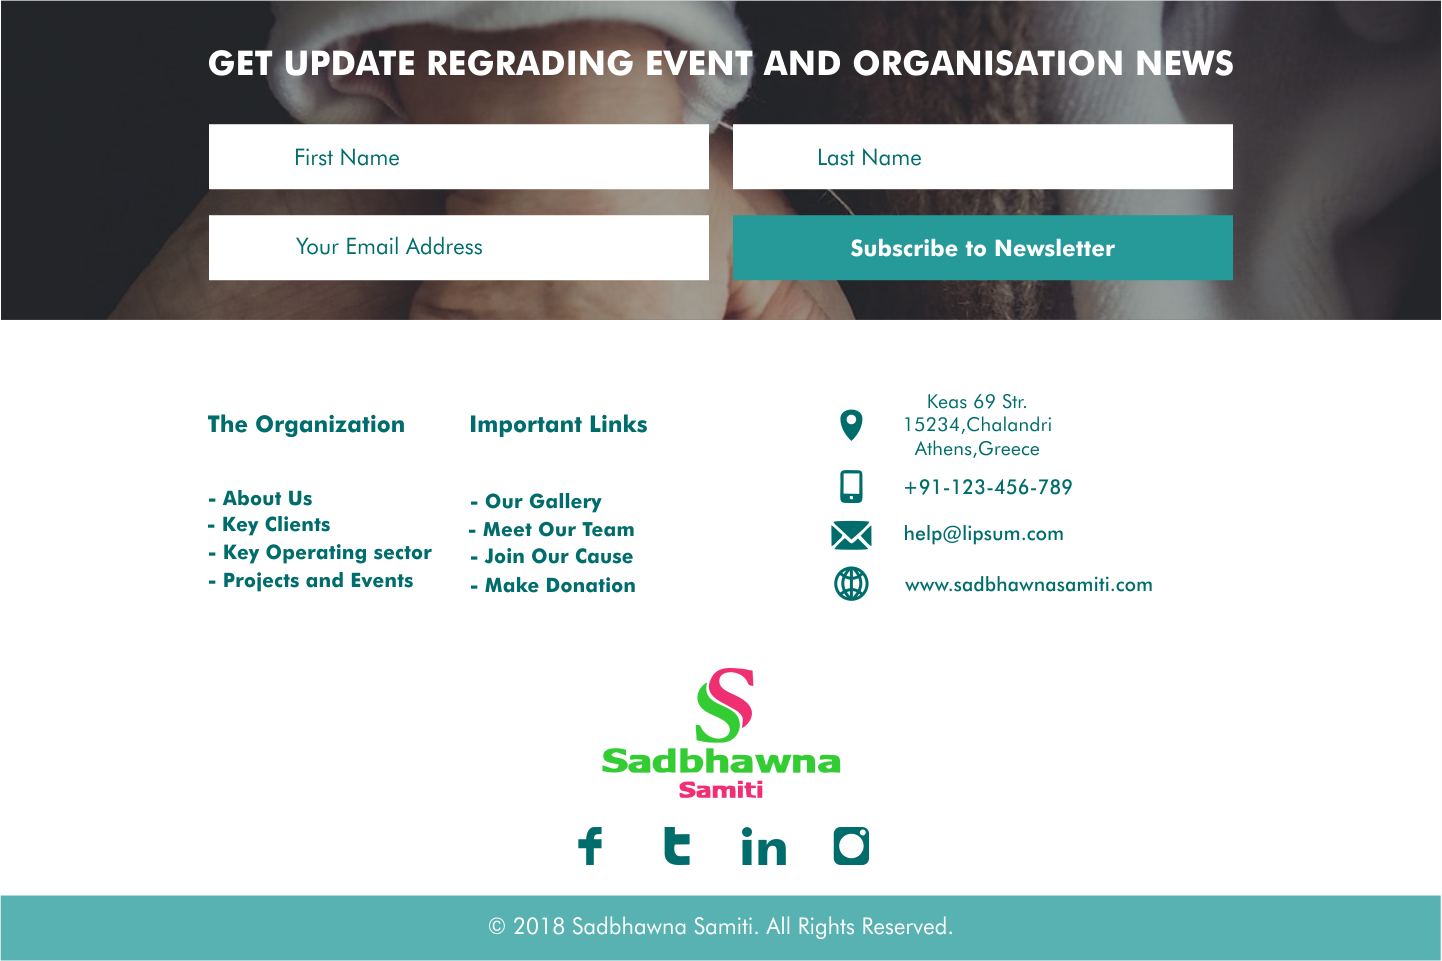 GET UPDATE REGRADING EVENT AND ORGANISATION NEWS
First Name
Last Name
Your Email Address
Subscribe to Newsletter
The Organization
- About Us
- Key Clients
- Key Operating sector
- Projects and Events
Important Links
- Our Gallery
- Meet Our Team
- Join Our Cause
- Make Donation
Keas 69 Str.
15234,Chalandri
Athens,Greece
+91-123-456-789
help@lipsum.com
www.sadbhawnasamiti.com
Sadbhawna
Samiti
© 2018 Sadbhawna Samiti. All Rights Reserved.